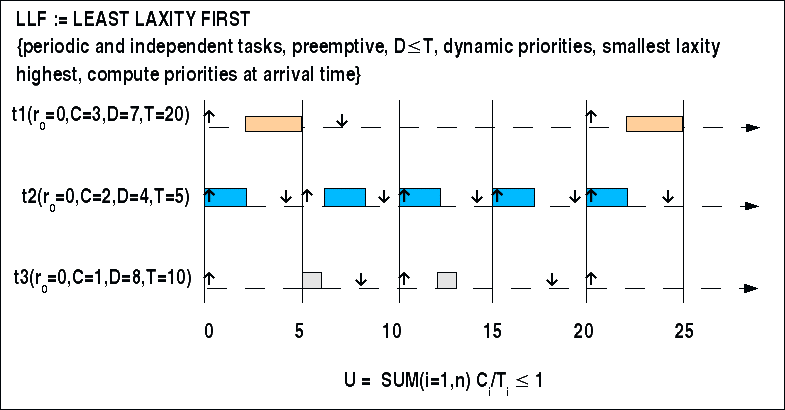 LLF := LEAST LAXITY FIRST
{periodic and independent tasks, preemptive, D≤T, dynamic priorities, smallest laxity
highest, compute priorities at arrival time}
t1(r₀=0,C=3,D=7,T=20)
t2(r₀=0,C=2,D=4,T=5)
t3(r₀=0,C=1,D=8,T=10)
0 5 10 15 20 25
U = SUM(i=1,n) Cᵢ/Tᵢ ≤ 1